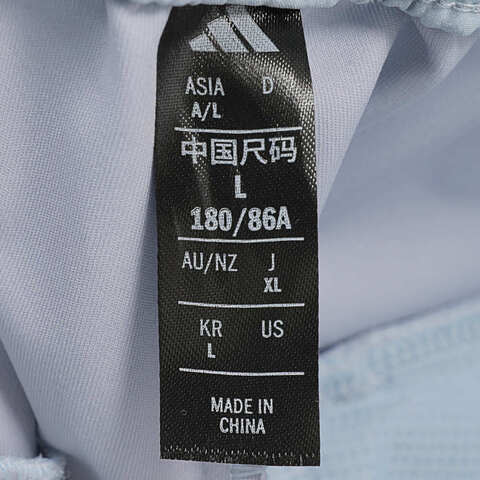 ASIA D
A/L
中国尺码
L
180/86A
AU/NZ J
XL
KR US
L
MADE IN
CHINA